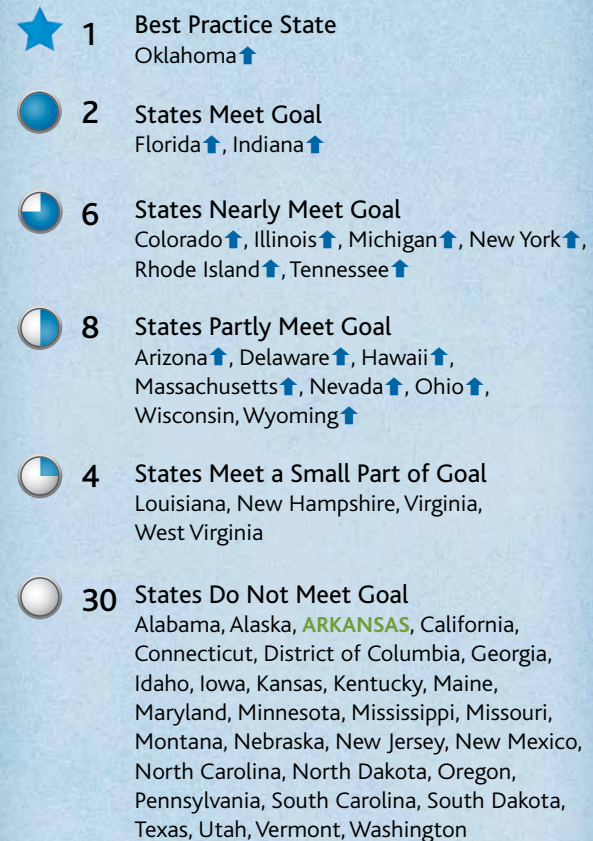 1 Best Practice State
Oklahoma⬆
2 States Meet Goal
Florida⬆, Indiana⬆
6 States Nearly Meet Goal
Colorado⬆, Illinois⬆, Michigan⬆, New York⬆,
Rhode Island⬆, Tennessee⬆
8 States Partly Meet Goal
Arizona⬆, Delaware⬆, Hawaii⬆,
Massachusetts⬆, Nevada⬆, Ohio⬆,
Wisconsin, Wyoming⬆
4 States Meet a Small Part of Goal
Louisiana, New Hampshire, Virginia,
West Virginia
30 States Do Not Meet Goal
Alabama, Alaska, ARKANSAS, California,
Connecticut, District of Columbia, Georgia,
Idaho, Iowa, Kansas, Kentucky, Maine,
Maryland, Minnesota, Mississippi, Missouri,
Montana, Nebraska, New Jersey, New Mexico,
North Carolina, North Dakota, Oregon,
Pennsylvania, South Carolina, South Dakota,
Texas, Utah, Vermont, Washington